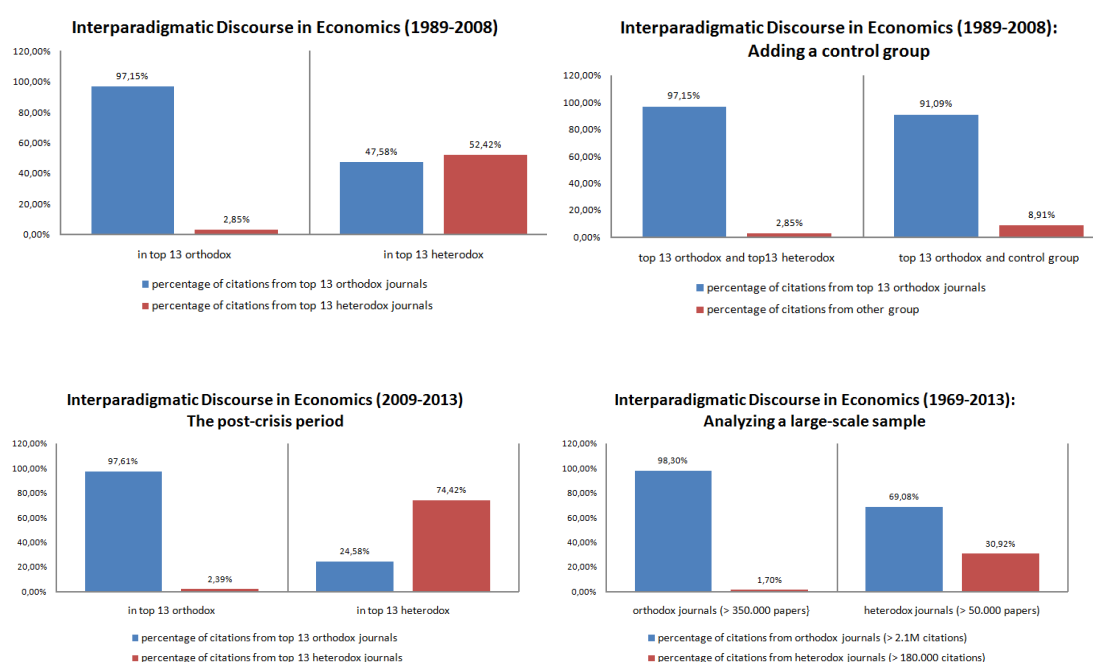 Interparadigmatic Discourse in Economics (1989-2008)
120,00%
100,00%
80,00%
60,00%
40,00%
20,00%
0,00%
97,15%
2,85%
47,58%
52,42%
in top 13 orthodox
in top 13 heterodox
percentage of citations from top 13 orthodox journals
percentage of citations from top 13 heterodox journals
Interparadigmatic Discourse in Economics (1989-2008):
Adding a control group
120,00%
100,00%
80,00%
60,00%
40,00%
20,00%
0,00%
97,15%
2,85%
91,09%
8,91%
top 13 orthodox and top13 heterodox
top 13 orthodox and control group
percentage of citations from top 13 orthodox journals
percentage of citations from other group
Interparadigmatic Discourse in Economics (2009-2013)
The post-crisis period
120,00%
100,00%
80,00%
60,00%
40,00%
20,00%
0,00%
97,61%
2,39%
24,58%
74,42%
in top 13 orthodox
in top 13 heterodox
percentage of citations from top 13 orthodox journals
percentage of citations from top 13 heterodox journals
Interparadigmatic Discourse in Economics (1969-2013):
Analyzing a large-scale sample
120,00%
100,00%
80,00%
60,00%
40,00%
20,00%
0,00%
98,30%
1,70%
69,08%
30,92%
orthodox journals (> 350.000 papers)
heterodox journals (> 50.000 papers)
percentage of citations from orthodox journals (> 2.1M citations)
percentage of citations from heterodox journals (> 180.000 citations)